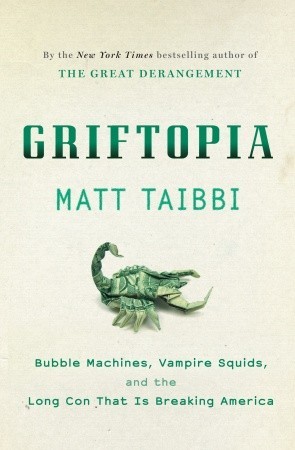 By the New York Times bestselling author of
THE GREAT DERANGEMENT
GRIFTOPIA
MATT TAIBBI
Bubble Machines, Vampire Squids,
and the
Long Con That Is Breaking America